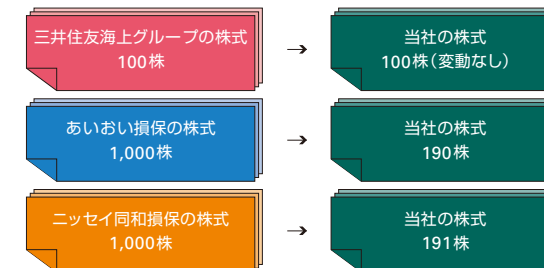 三井住友海上グループの株式
100株
→
当社の株式
100株(変動なし)
あいおい損保の株式
1,000株
→
当社の株式
190株
ニッセイ同和損保の株式
1,000株
→
当社の株式
191株